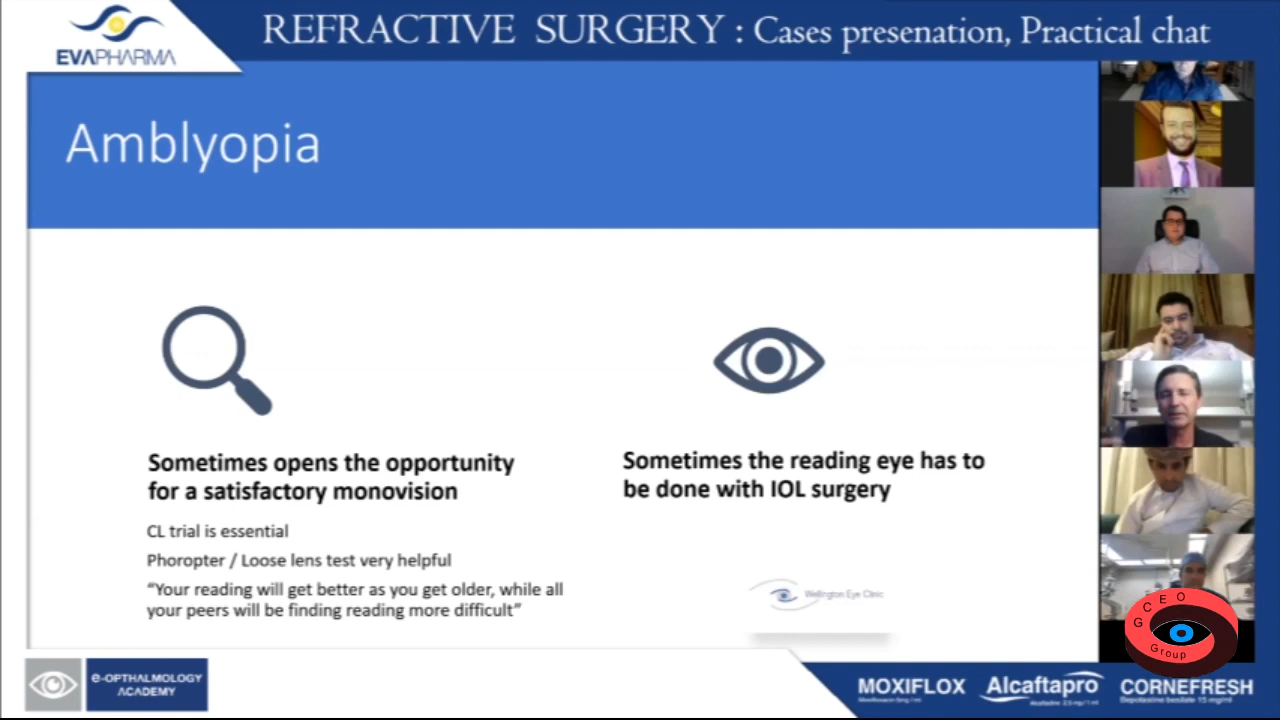 EVAPHARMA
REFRACTIVE SURGERY : Cases presenation, Practical chat
Amblyopia
Sometimes opens the opportunity
for a satisfactory monovision
CL trial is essential
Phoropter / Loose lens test very helpful
“Your reading will get better as you get older, while all
your peers will be finding reading more difficult”
Sometimes the reading eye has to
be done with IOL surgery
Wellington Eye Clinic
GCEO
Group
e-OPTHALMOLOGY
ACADEMY
MOXIFLOX
Alcaftapro
CORNEFRESH